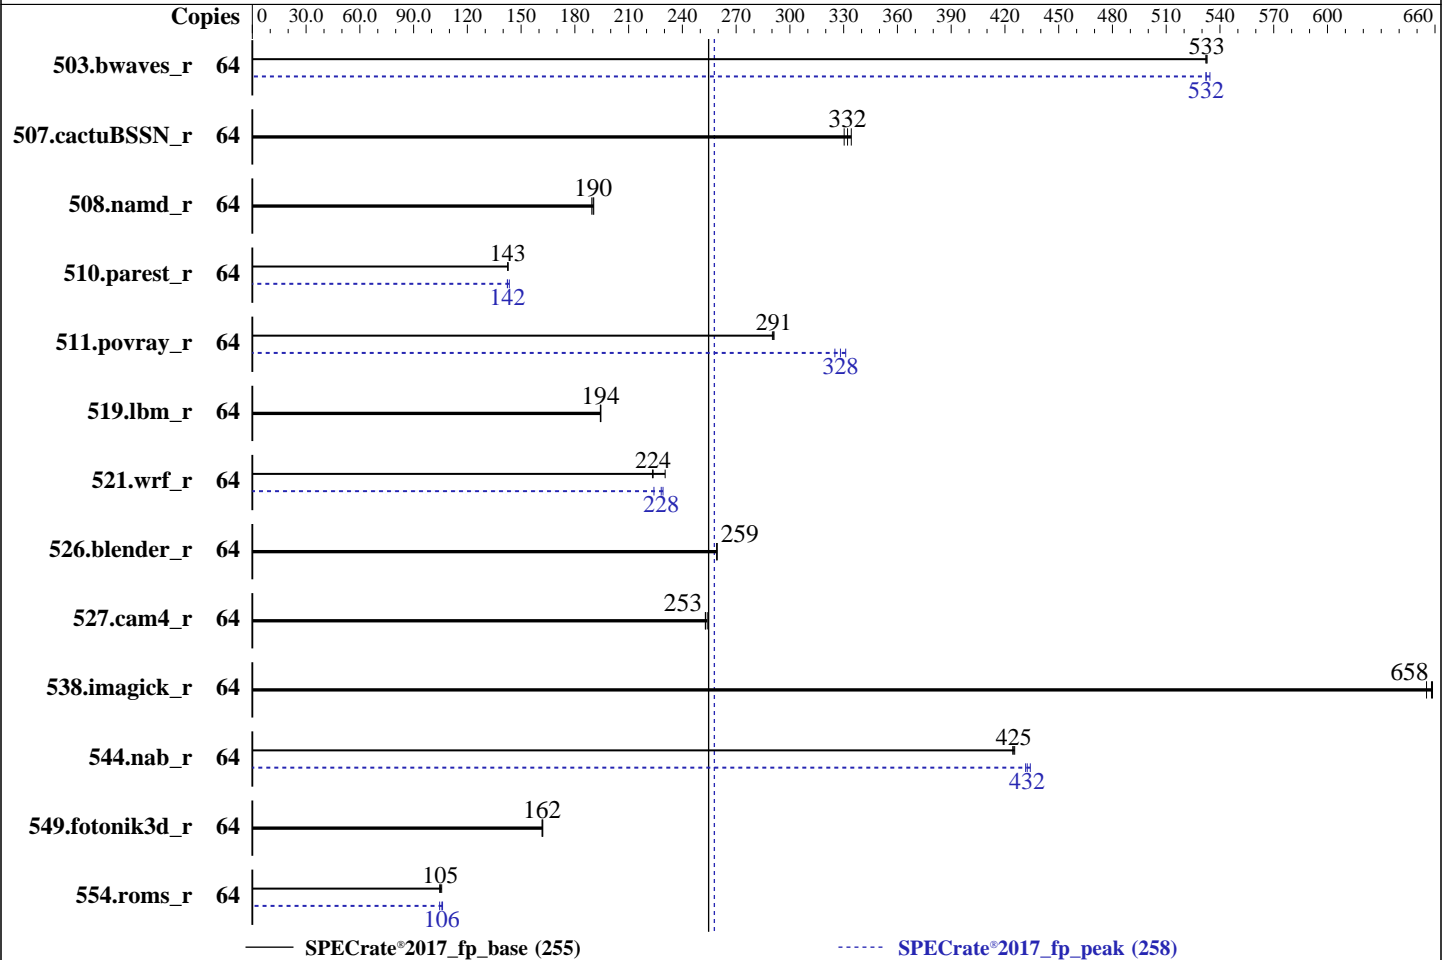 Copies 0 30.0 60.0 90.0 120 150 180 210 240 270 300 330 360 390 420 450 480 510 540 570 600 660
533
503.bwaves_r 64
532
332
507.cactuBSSN_r 64
190
508.namd_r 64
143
510.parest_r 64
142
291
511.povray_r 64
328
194
519.lbm_r 64
224
521.wrf_r 64
228
259
526.blender_r 64
253
527.cam4_r 64
658
538.imagick_r 64
425
544.nab_r 64
432
162
549.fotonik3d_r 64
105
554.roms_r 64
106
SPECrate®2017_fp_base (255) SPECrate®2017_fp_peak (258)